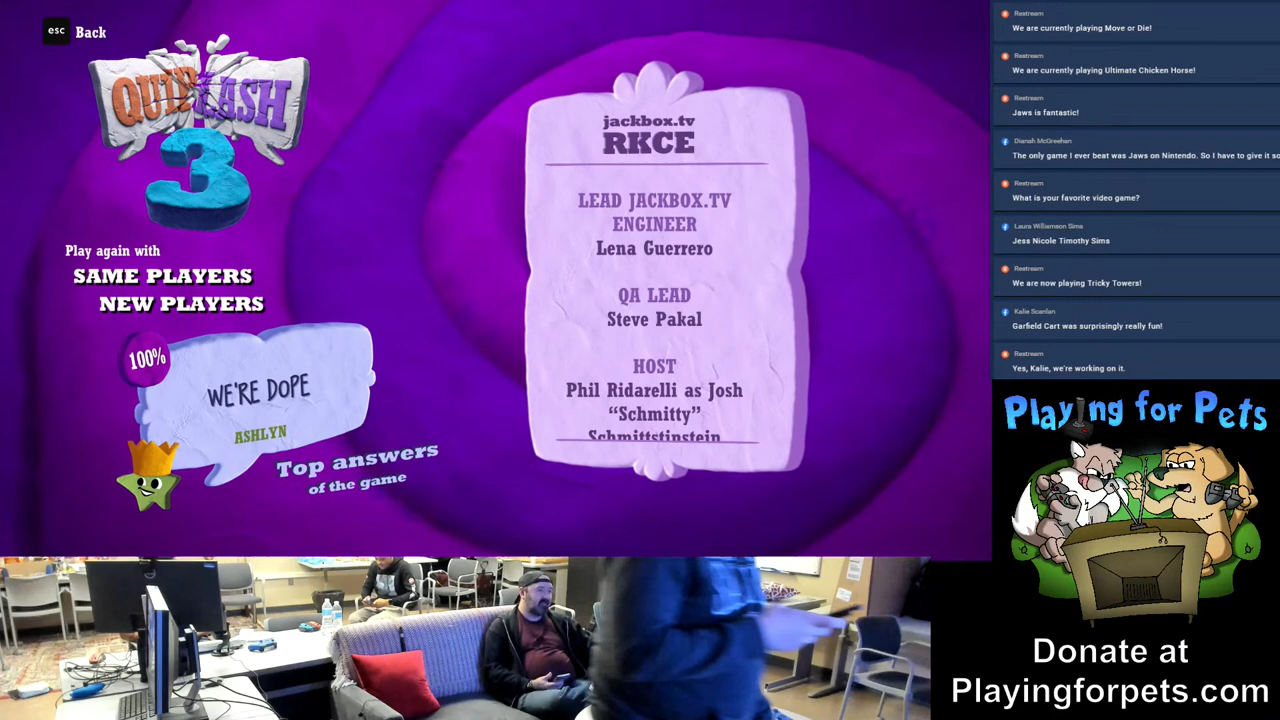 esc Back
QUIPLASH
3
Play again with
SAME PLAYERS
NEW PLAYERS
100%
WE'RE DOPE
ASHLYN
Top answers
of the game
jackbox.tv
RKCE
LEAD JACKBOX.TV
ENGINEER
Lena Guerrero
QA LEAD
Steve Pakal
HOST
Phil Ridarelli as Josh
“Schmitty”
Schmittstinstein
Restream
We are currently playing Move or Die!
Restream
We are currently playing Ultimate Chicken Horse!
Restream
Jaws is fantastic!
Dianah McGreehan
The only game I ever beat was Jaws on Nintendo. So I have to give it so
Restream
What is your favorite video game?
Laura Williamson Sims
Jess Nicole Timothy Sims
Restream
We are now playing Tricky Towers!
Kalie Scanlan
Garfield Cart was surprisingly really fun!
Restream
Yes, Kalie, we're working on it.
Playing for Pets
Donate at
Playingforpets.com